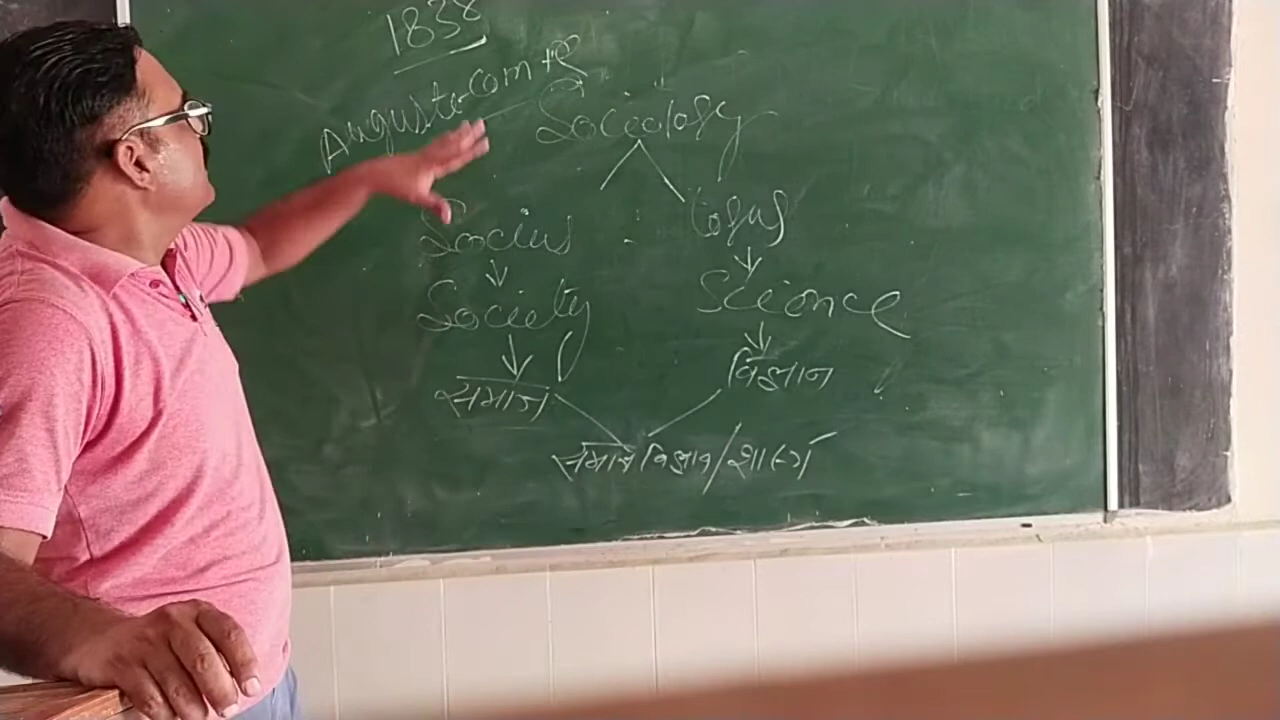 1838
Auguste-comte
Sociology
Socius : logus
Society Science
समाज विज्ञान
समाज विज्ञान/शास्त्र